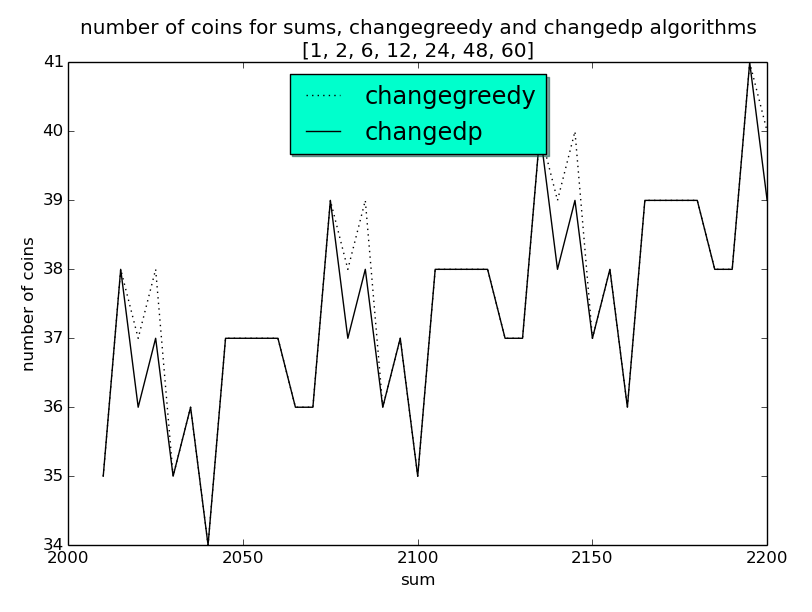 number of coins for sums, changegreedy and changedp algorithms
[1, 2, 6, 12, 24, 48, 60]
changegreedy
changedp
number of coins
41
40
39
38
37
36
35
34
2000
2050
2100
2150
2200
sum